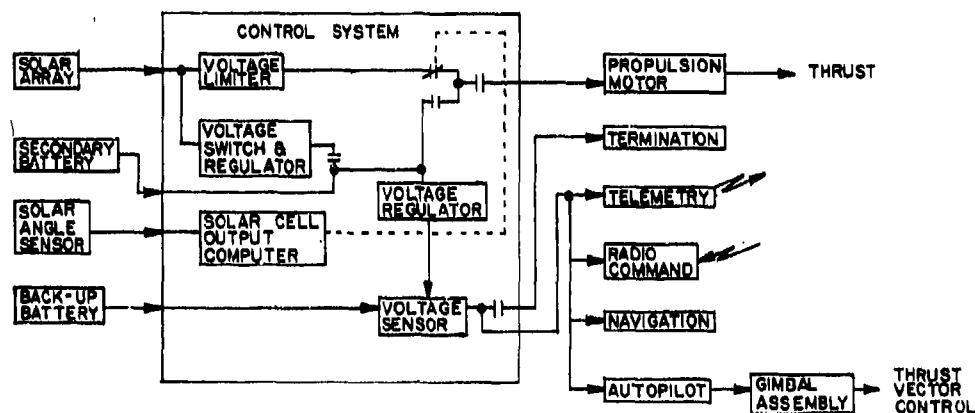 CONTROL SYSTEM
SOLAR
ARRAY
VOLTAGE
LIMITER
PROPULSION
MOTOR
THRUST
SECONDARY
BATTERY
VOLTAGE
SWITCH &
REGULATOR
TERMINATION
SOLAR
ANGLE
SENSOR
SOLAR CELL
OUTPUT
COMPUTER
VOLTAGE
REGULATOR
TELEMETRY
RADIO
COMMAND
BACK-UP
BATTERY
VOLTAGE
SENSOR
NAVIGATION
AUTOPILOT
GIMBAL
ASSEMBLY
THRUST
VECTOR
CONTROL